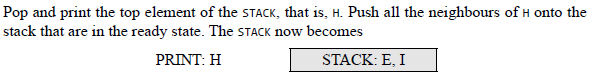 Pop and print the top element of the STACK, that is, H. Push all the neighbours of H onto the
stack that are in the ready state. The STACK now becomes
PRINT: H STACK: E, I